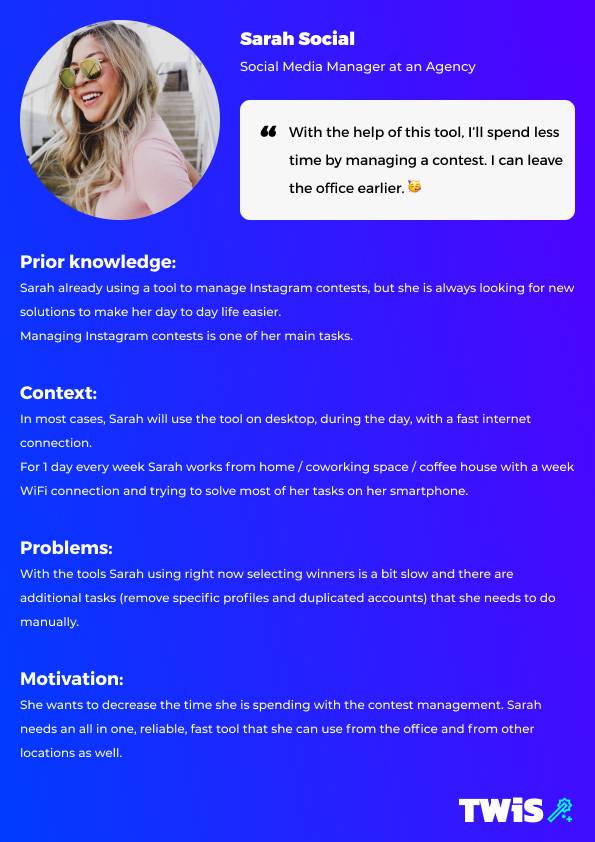 Sarah Social
Social Media Manager at an Agency
“ With the help of this tool, I’ll spend less
time by managing a contest. I can leave
the office earlier. 🥳
Prior knowledge:
Sarah already using a tool to manage Instagram contests, but she is always looking for new
solutions to make her day to day life easier.
Managing Instagram contests is one of her main tasks.
Context:
In most cases, Sarah will use the tool on desktop, during the day, with a fast internet
connection.
For 1 day every week Sarah works from home / coworking space / coffee house with a week
WiFi connection and trying to solve most of her tasks on her smartphone.
Problems:
With the tools Sarah using right now selecting winners is a bit slow and there are
additional tasks (remove specific profiles and duplicated accounts) that she needs to do
manually.
Motivation:
She wants to decrease the time she is spending with the contest management. Sarah
needs an all in one, reliable, fast tool that she can use from the office and from other
locations as well.
TWiS